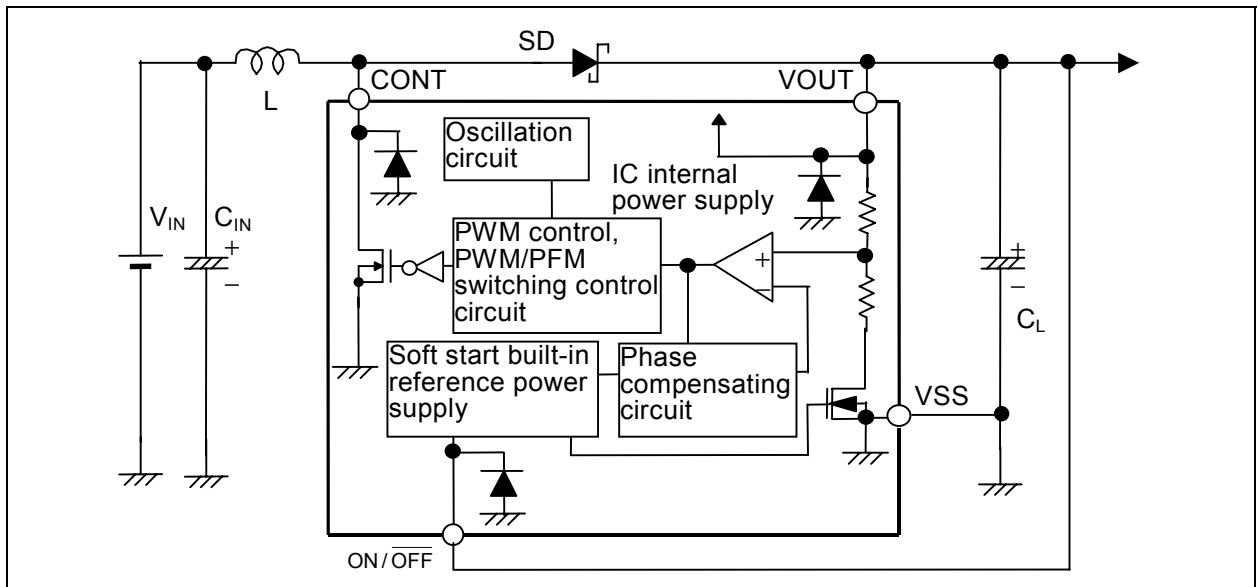 SD
CONT
VOUT
L
Oscillation
circuit
IC internal
power supply
VIN
CIN
+
−
PWM control,
PWM/PFM
switching control
circuit
+
−
+
−
CL
Soft start built-in
reference power
supply
Phase
compensating
circuit
VSS
ON / OFF